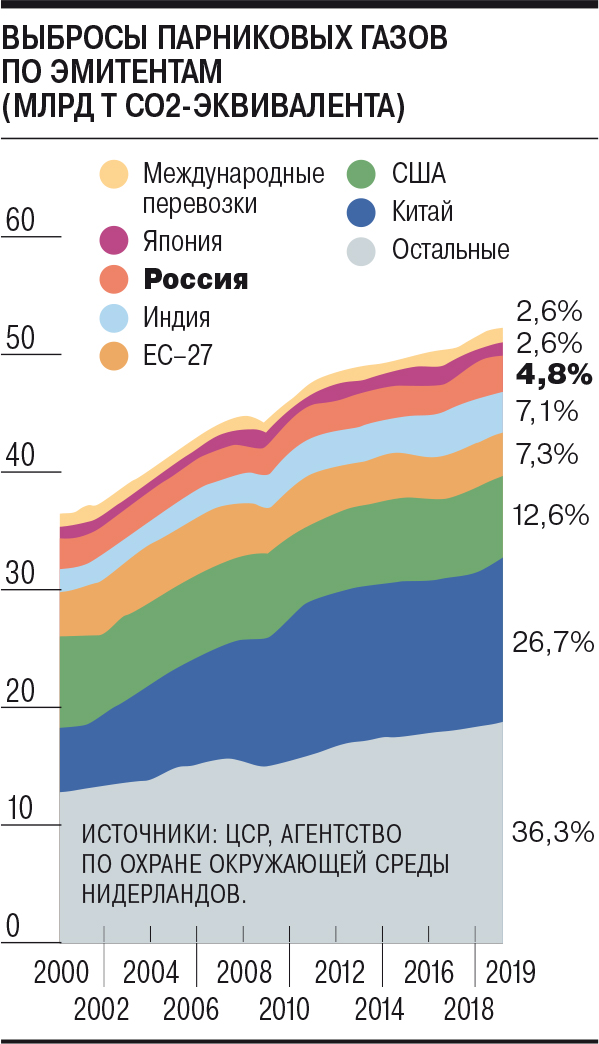 ВЫБРОСЫ ПАРНИКОВЫХ ГАЗОВ
ПО ЭМИТЕНТАМ
(МЛРД Т СО2-ЭКВИВАЛЕНТА)
Международные
перевозки
Япония
Россия
Индия
ЕС–27
США
Китай
Остальные
60
50
40
30
20
10
0
2,6%
2,6%
4,8%
7,1%
7,3%
12,6%
26,7%
36,3%
ИСТОЧНИКИ: ЦСР, АГЕНТСТВО
ПО ОХРАНЕ ОКРУЖАЮЩЕЙ СРЕДЫ
НИДЕРЛАНДОВ.
2000 2004 2008 2012 2016 2019
2002 2006 2010 2014 2018